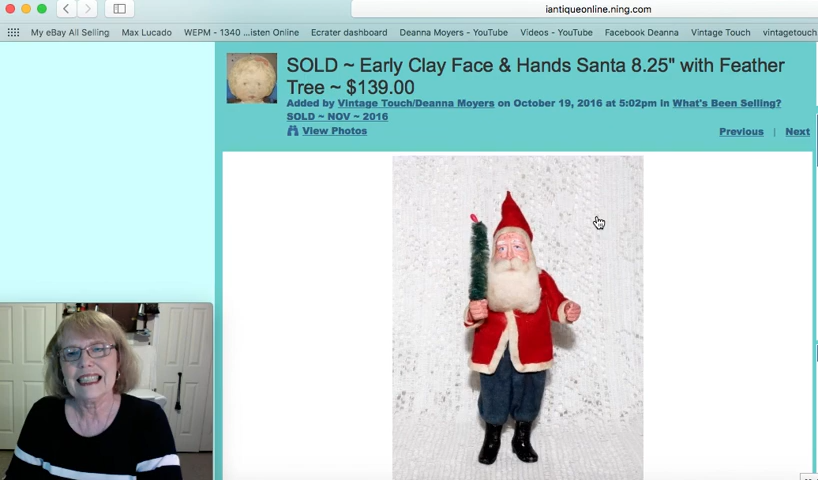 iantiqueonline.ning.com
My eBay All Selling Max Lucado WEPM - 1340 ...isten Online Ecrater dashboard Deanna Moyers - YouTube Videos - YouTube Facebook Deanna Vintage Touch vintagetouch
SOLD ~ Early Clay Face & Hands Santa 8.25" with Feather
Tree ~ $139.00
Added by Vintage Touch/Deanna Moyers on October 19, 2016 at 5:02pm in What's Been Selling?
SOLD ~ NOV ~ 2016
View Photos
Previous | Next